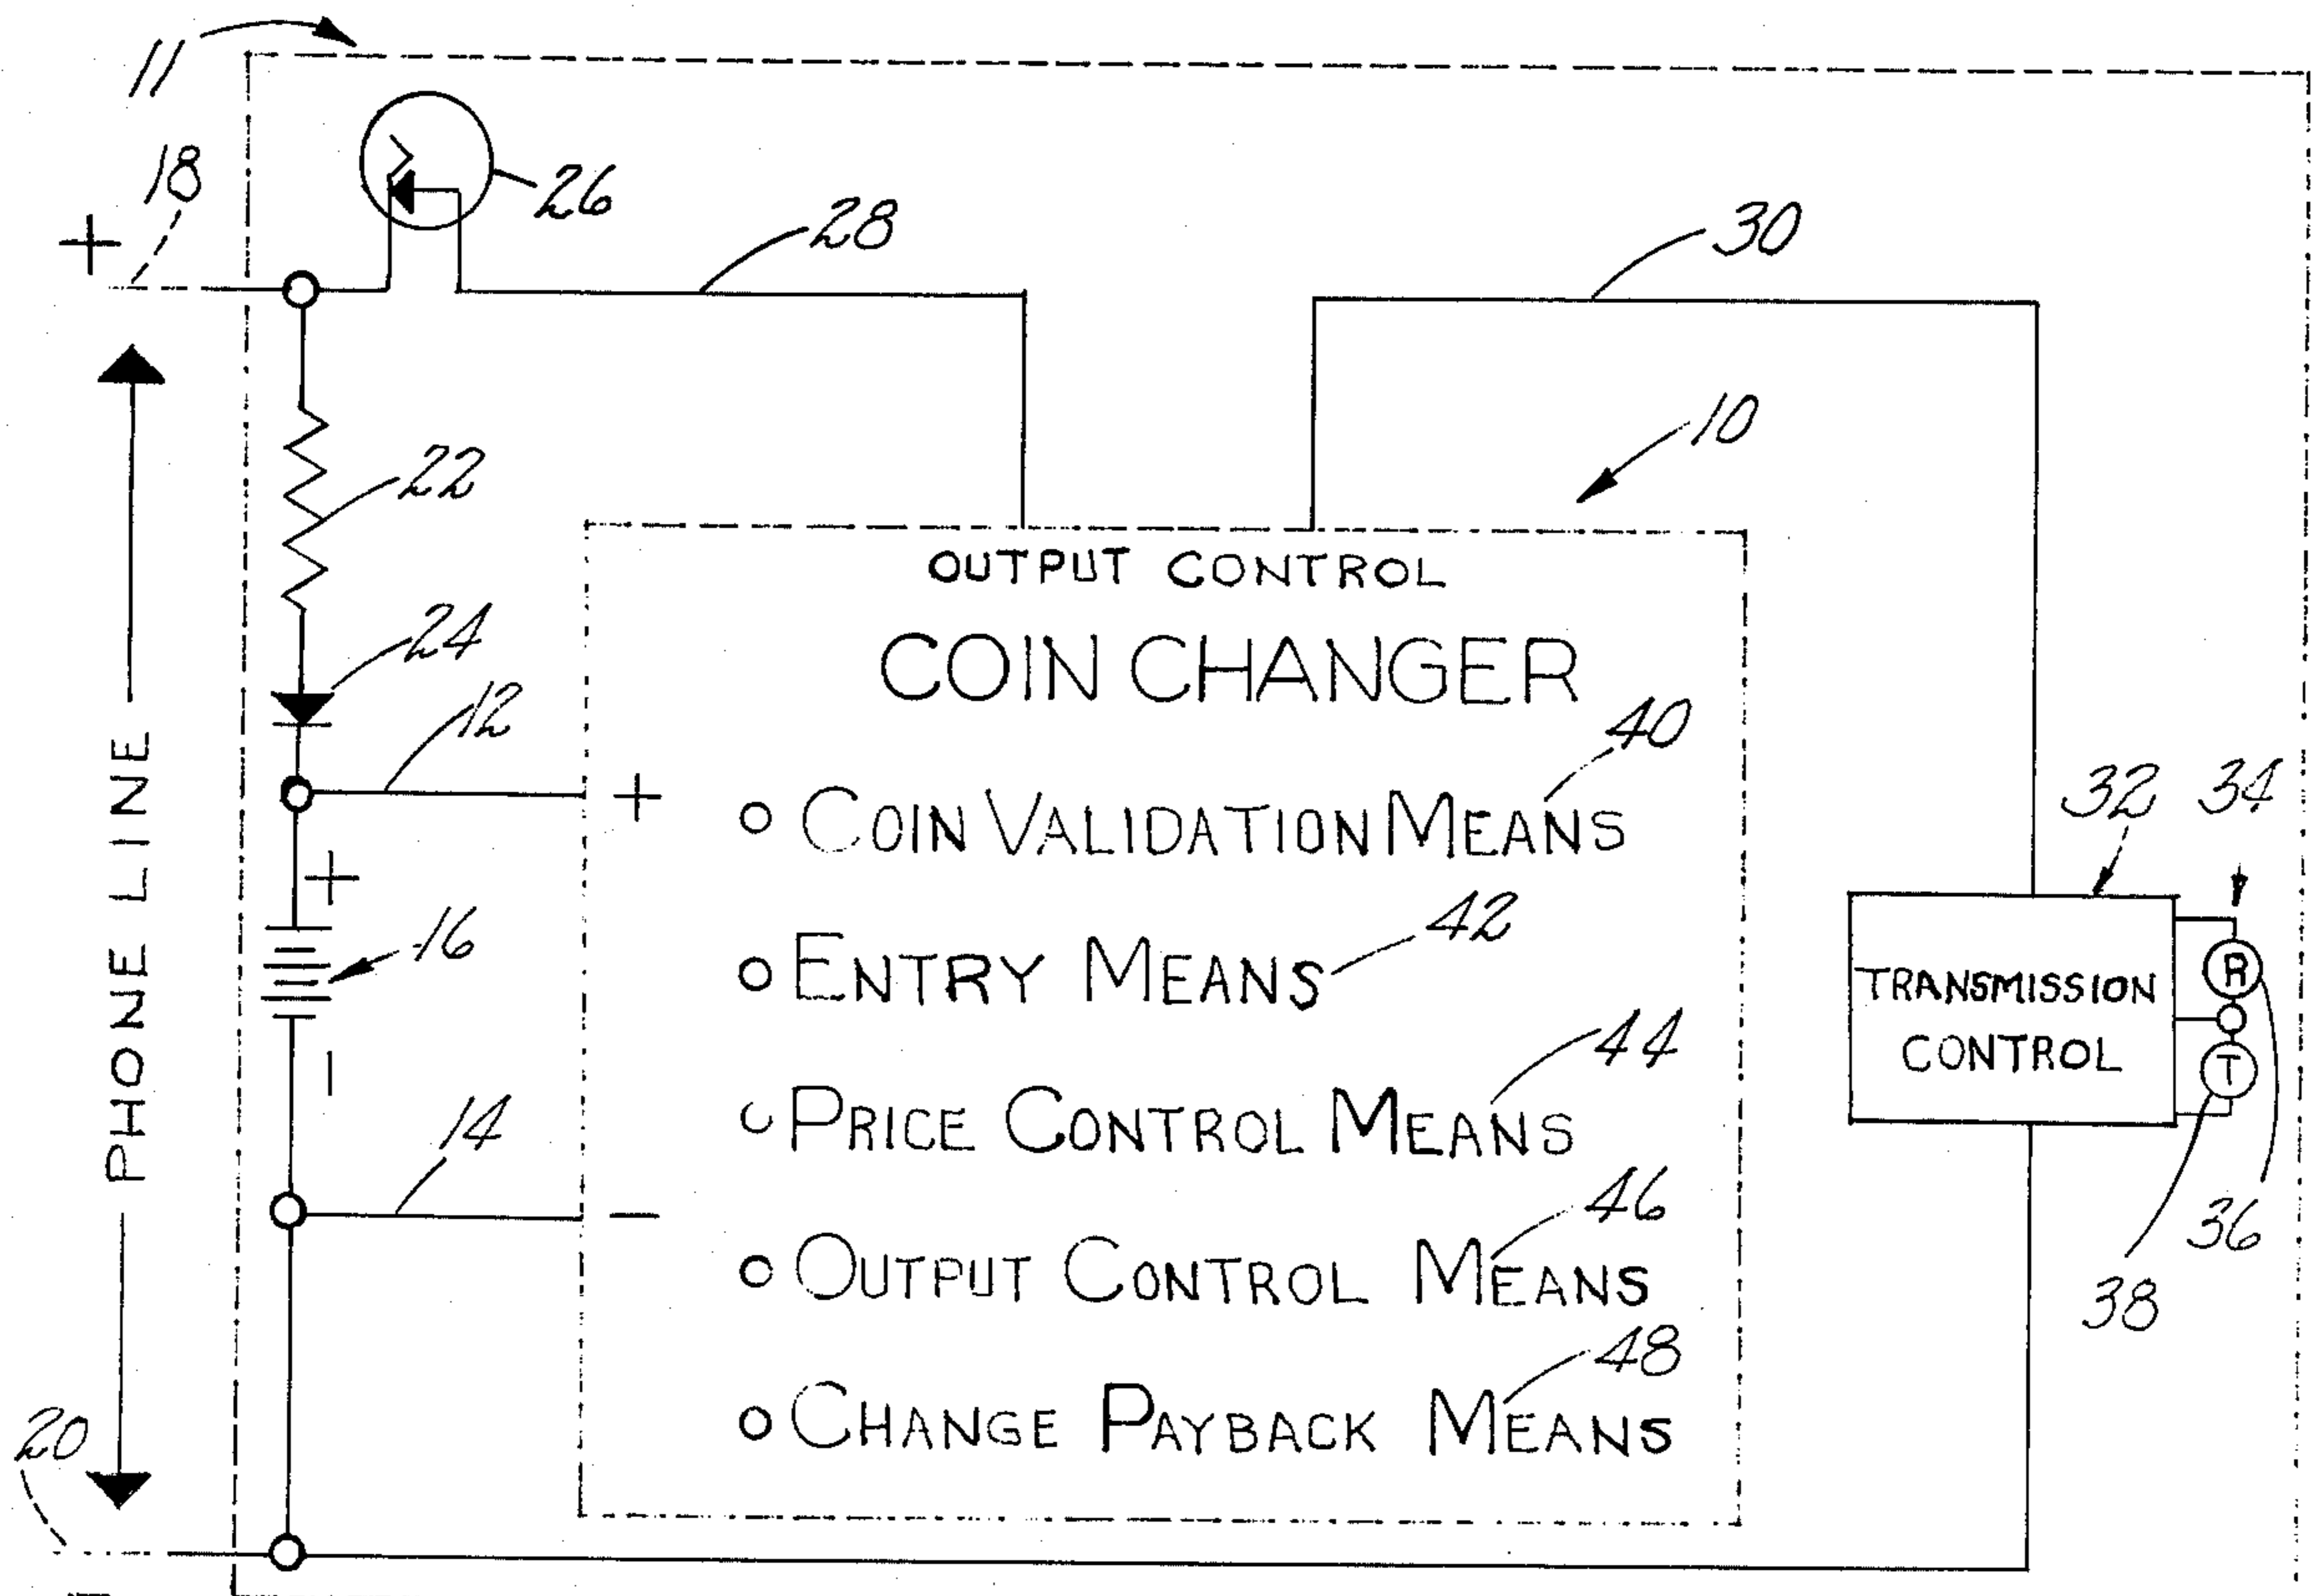 11
18
26
+
28
30
10
22
OUTPUT CONTROL
24
COIN CHANGER
12
40
+
COIN VALIDATION MEANS
32
34
+
16
42
ENTRY MEANS
R
TRANSMISSION
CONTROL
T
44
PRICE CONTROL MEANS
PHONE LINE
14
46
36
–
–
OUTPUT CONTROL MEANS
38
48
CHANGE PAYBACK MEANS
20